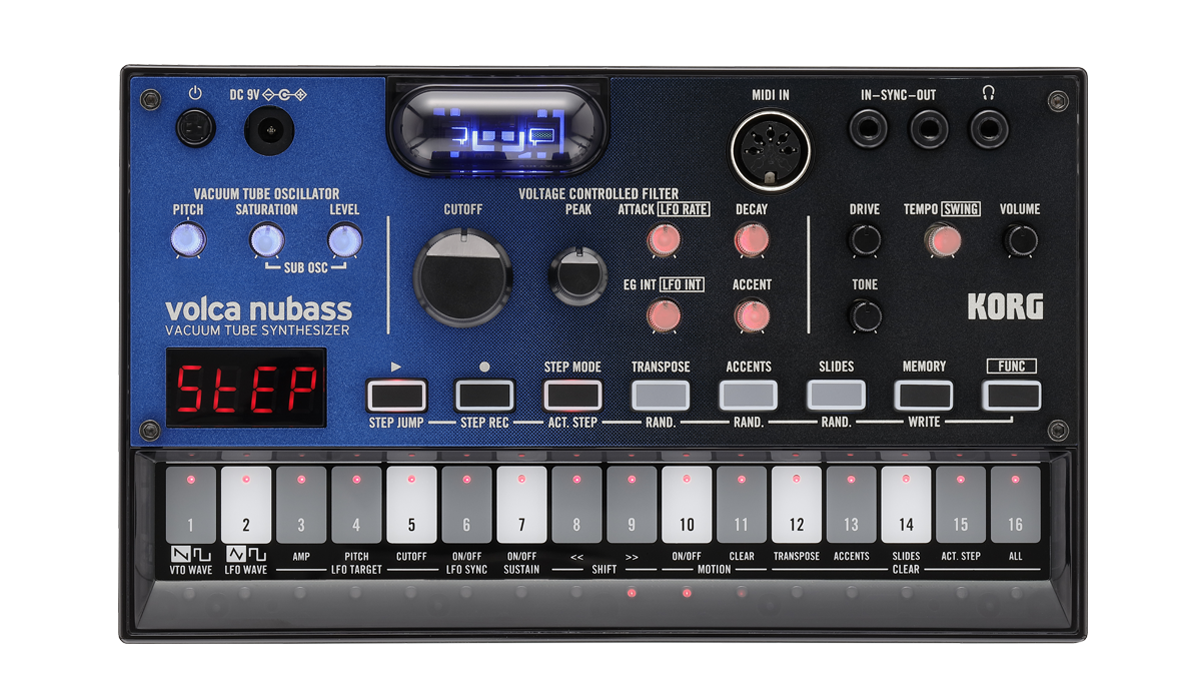 DC 9V
MIDI IN
IN–SYNC–OUT
VACUUM TUBE OSCILLATOR
VOLTAGE CONTROLLED FILTER
PITCH SATURATION LEVEL
CUTOFF PEAK ATTACK LFO RATE DECAY
DRIVE TEMPO SWING VOLUME
SUB OSC
EG INT LFO INT ACCENT
TONE
volca nubass
VACUUM TUBE SYNTHESIZER
KORG
StEP
STEP MODE TRANSPOSE ACCENTS SLIDES MEMORY FUNC
STEP JUMP STEP REC ACT. STEP RAND. RAND. RAND. WRITE
1 2 3 4 5 6 7 8 9 10 11 12 13 14 15 16
AMP PITCH CUTOFF ON/OFF ON/OFF << >> ON/OFF CLEAR TRANSPOSE ACCENTS SLIDES ACT. STEP ALL
VTO WAVE LFO WAVE LFO TARGET LFO SYNC SUSTAIN SHIFT MOTION CLEAR